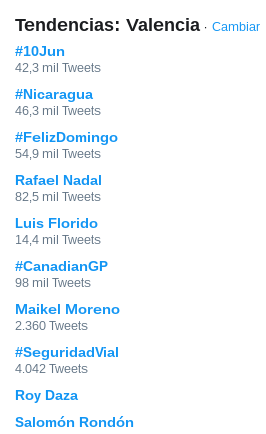 Tendencias: Valencia · Cambiar
#10Jun
42,3 mil Tweets
#Nicaragua
46,3 mil Tweets
#FelizDomingo
54,9 mil Tweets
Rafael Nadal
82,5 mil Tweets
Luis Florido
14,4 mil Tweets
#CanadianGP
98 mil Tweets
Maikel Moreno
2.360 Tweets
#SeguridadVial
4.042 Tweets
Roy Daza
Salomón Rondón